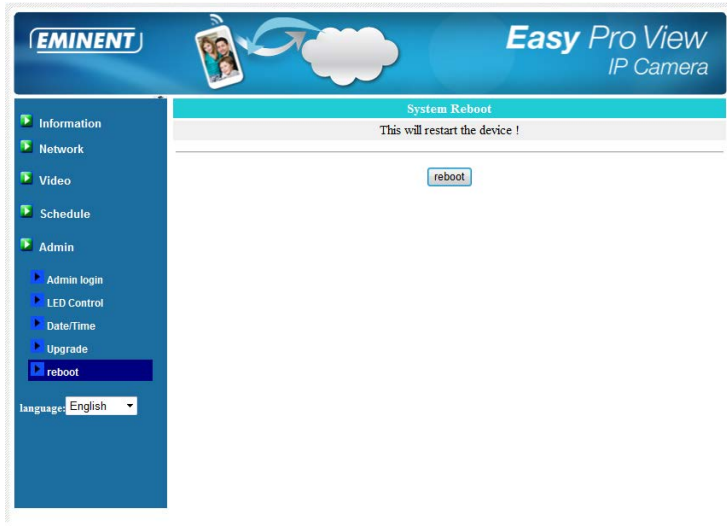 EMINENT
Easy Pro View
IP Camera
Information
Network
Video
Schedule
Admin
Admin login
LED Control
Date/Time
Upgrade
reboot
language: English
System Reboot
This will restart the device !
reboot